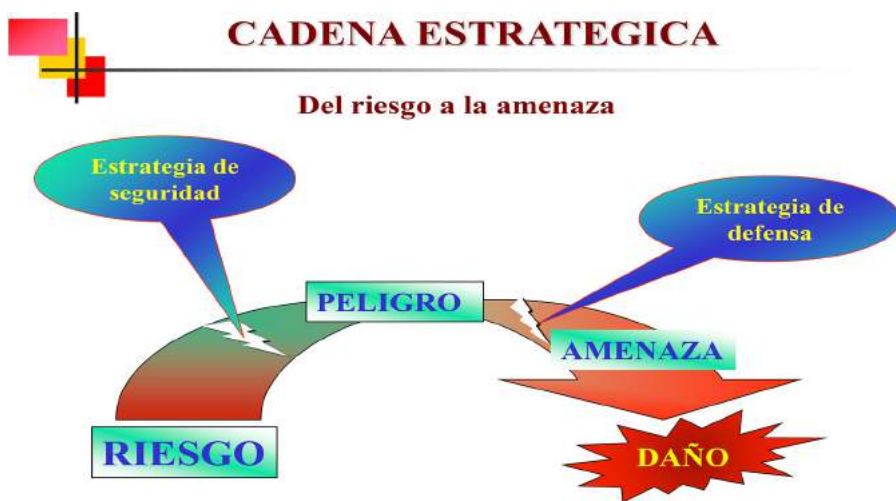 CADENA ESTRATEGICA
Del riesgo a la amenaza
Estrategia de
seguridad
Estrategia de
defensa
PELIGRO
AMENAZA
RIESGO
DAÑO